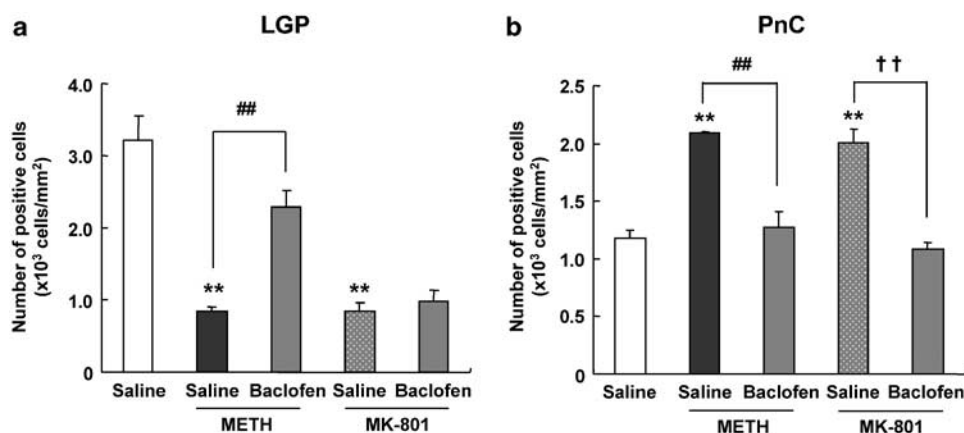 a
LGP
Number of positive cells
(x10³ cells/mm²)
4.0
3.0
2.0
1.0
0
##
**
**
Saline Saline Baclofen Saline Baclofen
METH MK-801
b
PnC
Number of positive cells
(x10³ cells/mm²)
2.5
2.0
1.5
1.0
0.5
0
##
† †
**
**
Saline Saline Baclofen Saline Baclofen
METH MK-801